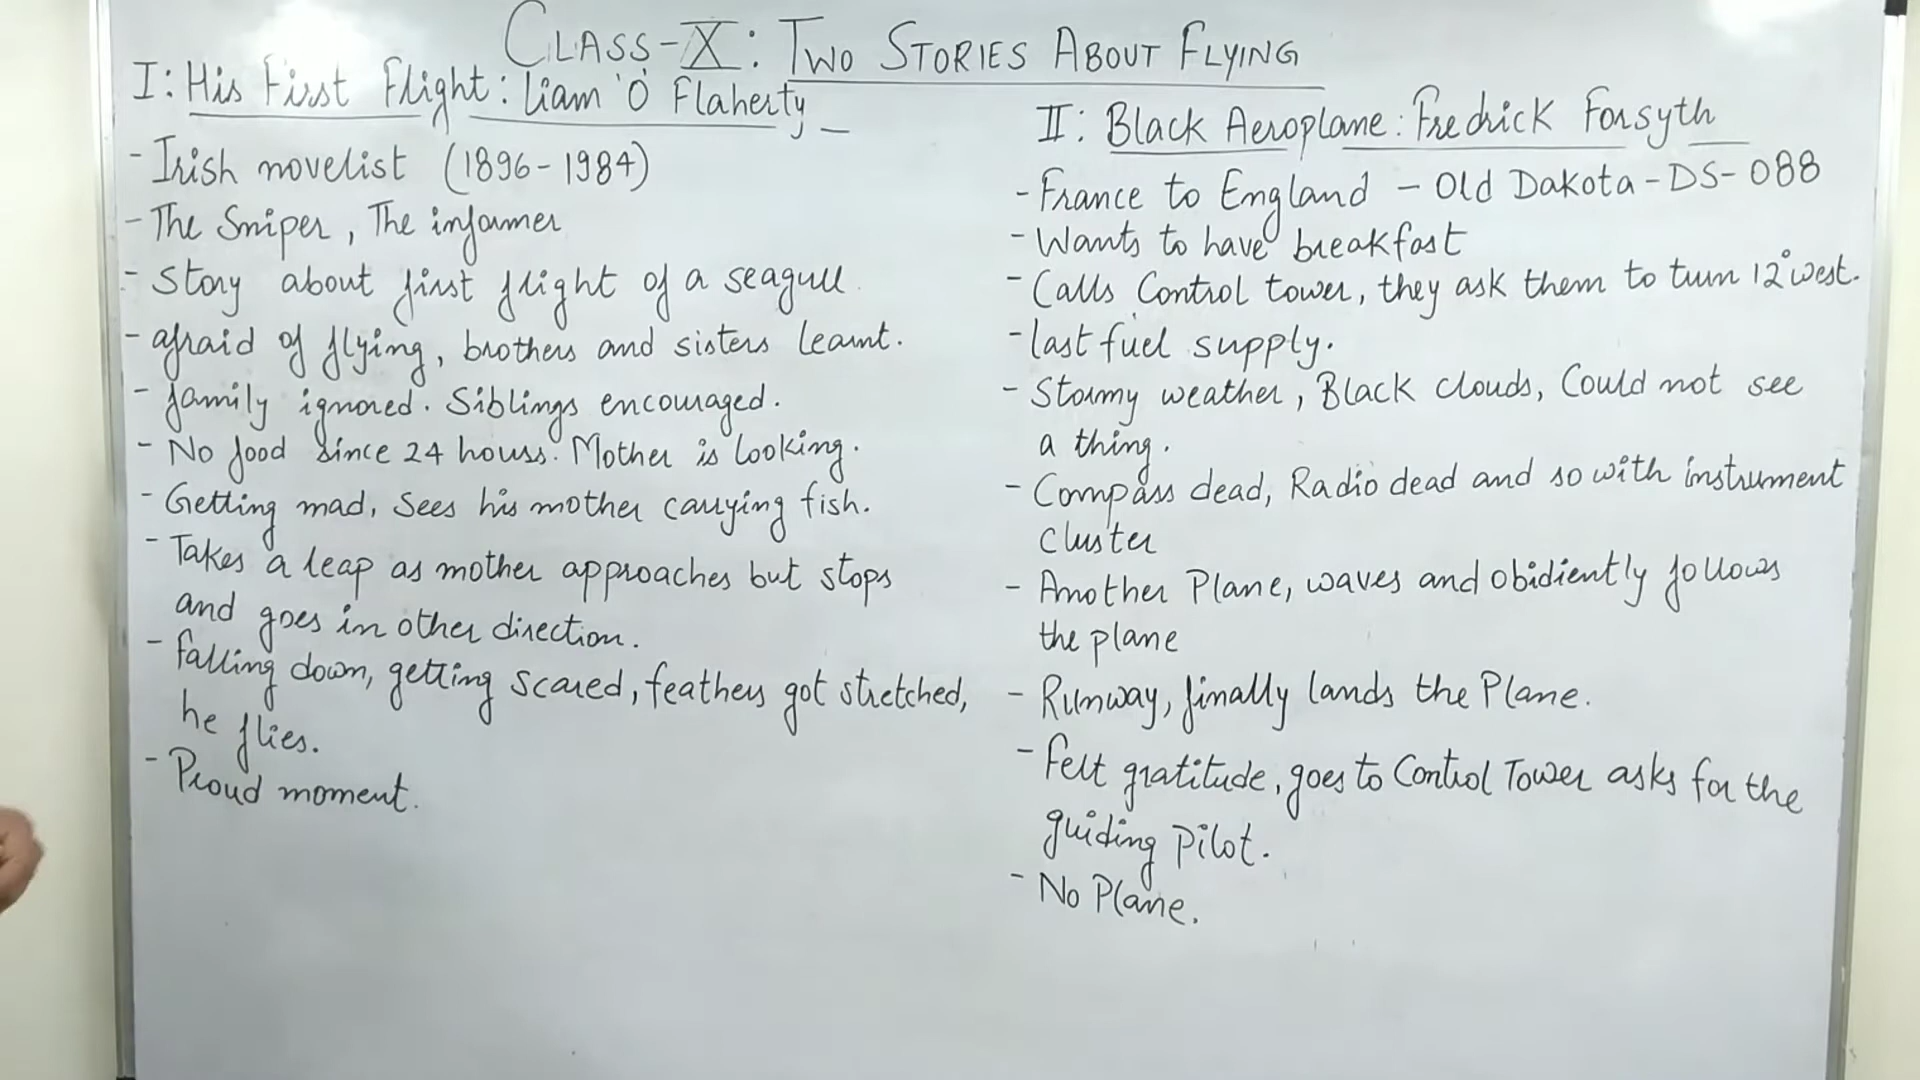 CLASS-X: TWO STORIES ABOUT FLYING
I: His First Flight: Liam 'O' Flaherty
- Irish novelist (1896-1984)
- The Sniper, The informer
- Story about first flight of a seagull.
- afraid of flying, brothers and sisters learnt.
- family ignored. Siblings encouraged.
- No food since 24 hours. Mother is looking.
- Getting mad, Sees his mother carrying fish.
- Takes a leap as mother approaches but stops
and goes in other direction.
- Falling down, getting scared, feathers got stretched,
he flies.
- Proud moment.
II: Black Aeroplane: Fredrick Forsyth
- France to England - Old Dakota - DS-088
- Wants to have breakfast
- Calls Control tower, they ask them to turn 12° west.
- last fuel supply.
- Stormy weather, Black clouds, Could not see
a thing.
- Compass dead, Radio dead and so with instrument
cluster
- Another Plane, waves and obidiently follows
the plane
- Runway, finally lands the Plane.
- Felt gratitude, goes to Control Tower asks for the
guiding Pilot.
- No Plane.